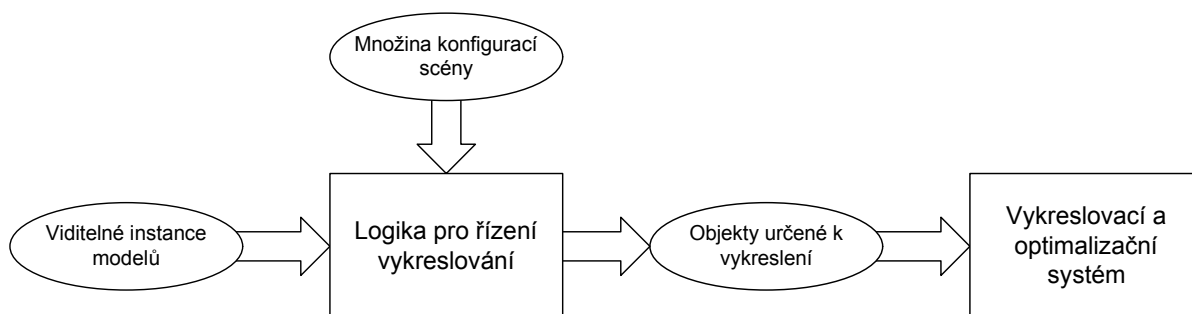 Množina konfigurací
scény
Viditelné instance
modelů
Logika pro řízení
vykreslování
Objekty určené k
vykreslení
Vykreslovací a
optimalizační
systém